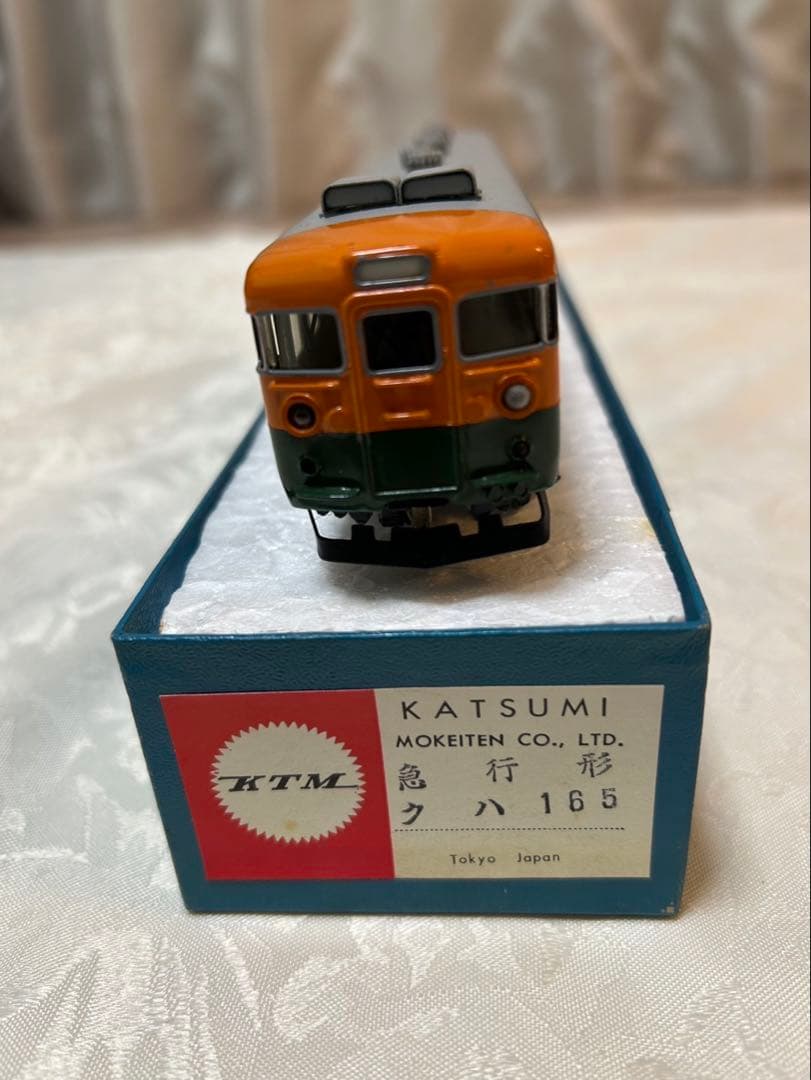 KTM
KATSUMI
MOKEITEN CO., LTD.
急行形
クハ165
Tokyo Japan